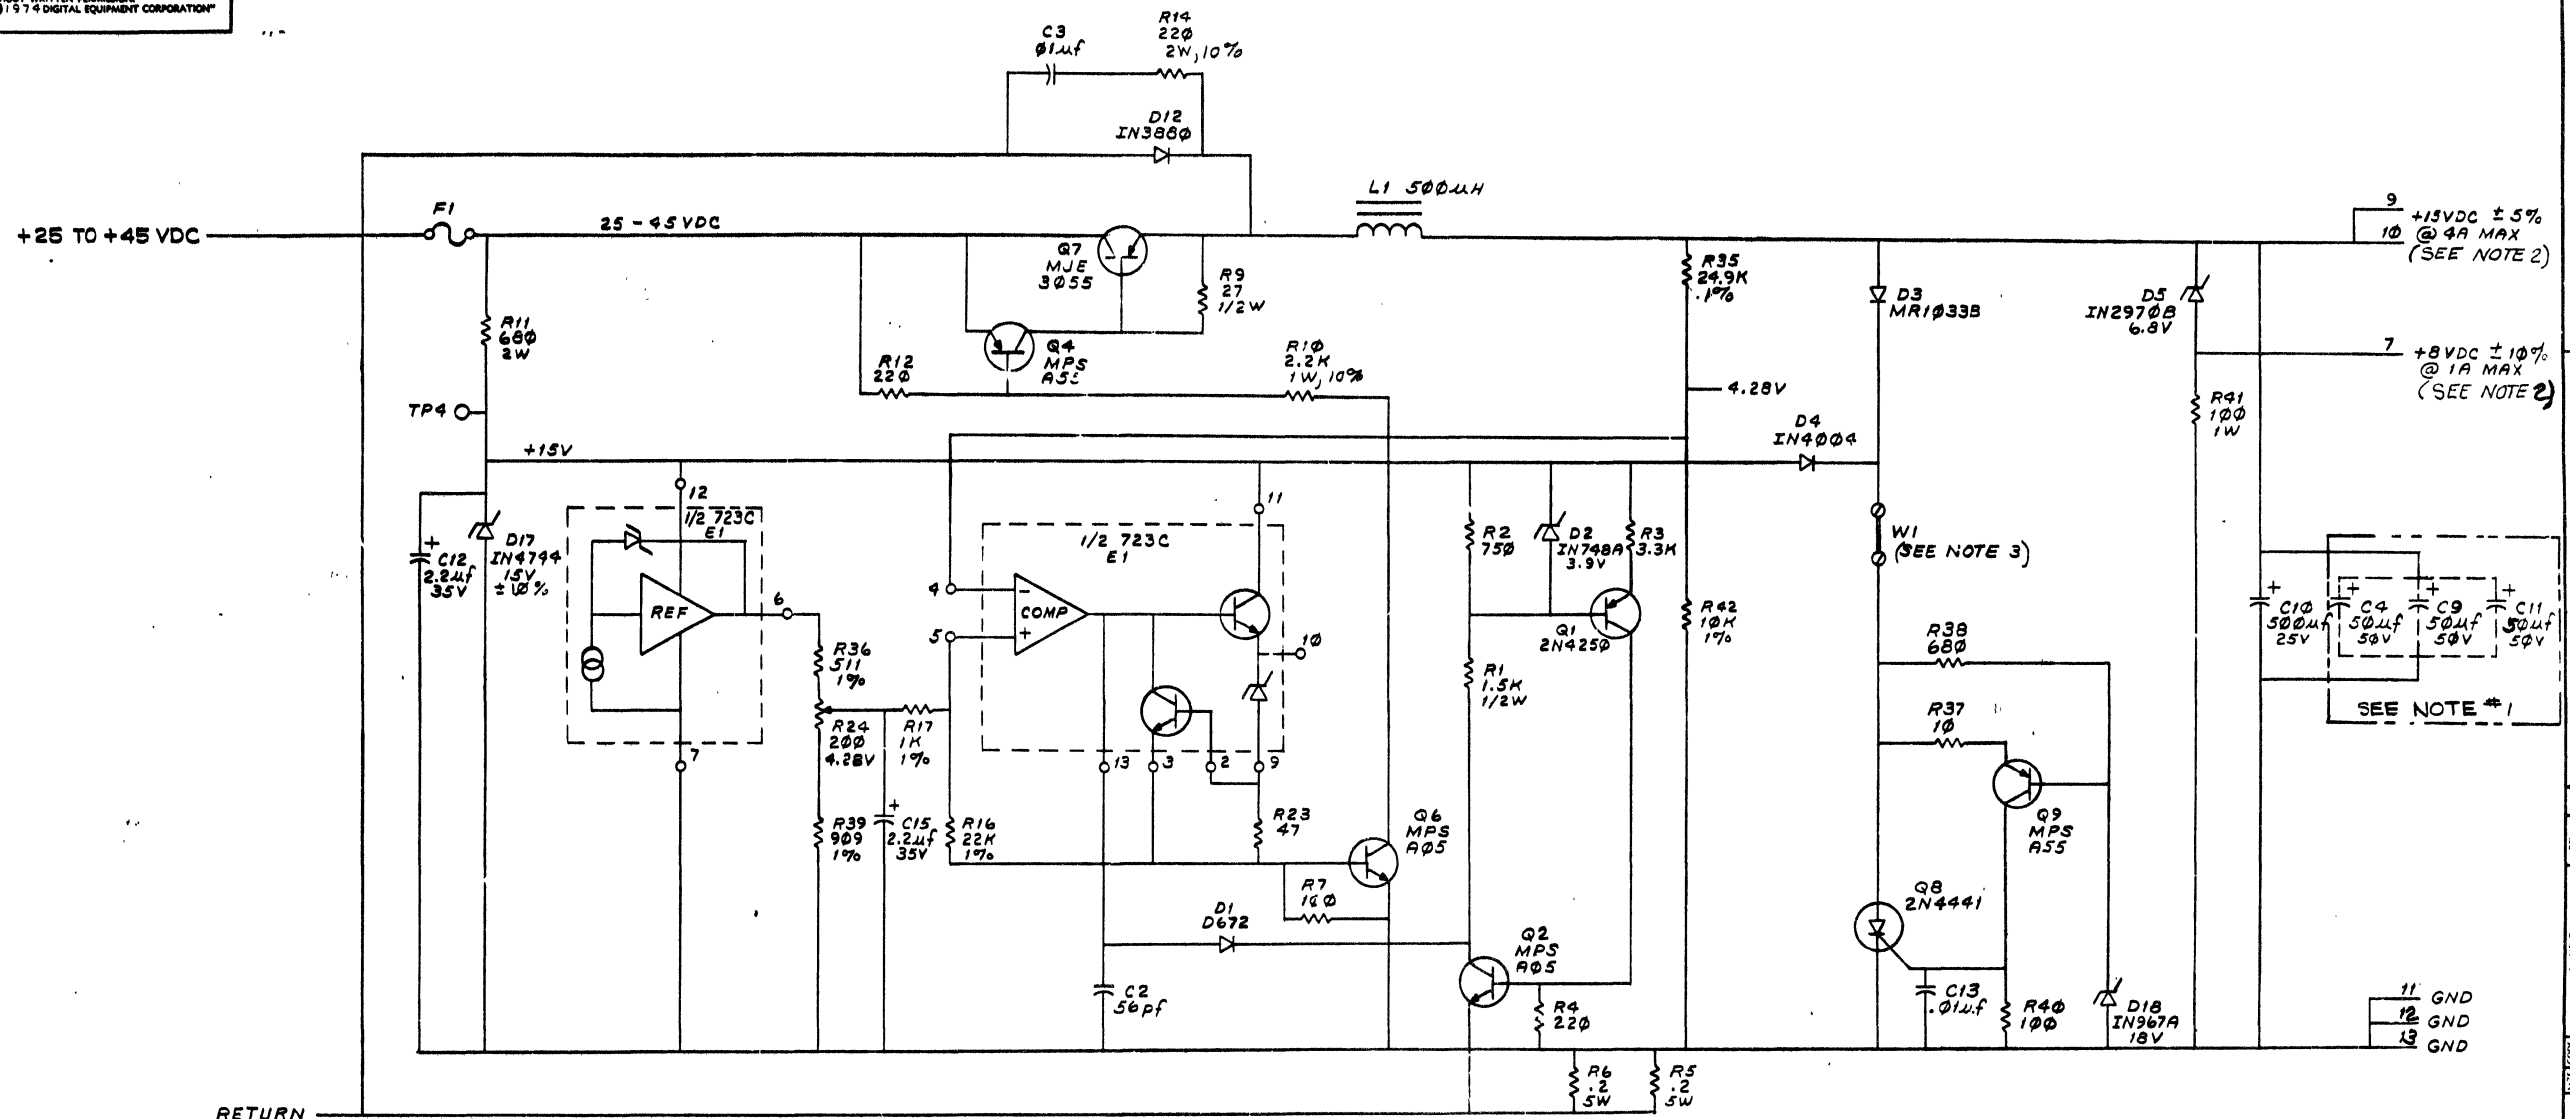 ©1974 DIGITAL EQUIPMENT CORPORATION"
C3
Ø1µf
R14
22Ø
2W,10%
D12
IN388Ø
+25 TO +45 VDC
F1
25 - 45 VDC
Q7
MJE
3Ø55
R9
27
1/2W
L1 5ØØµH
R11
68Ø
2W
TP4
+15V
R12
22Ø
Q4
MPS
A55
R1Ø
2.2K
1W,10%
R35
24.9K
.1%
4.28V
D4
IN4ØØ4
D3
MR1Ø33B
D5
IN297ØB
6.8V
9
+15VDC ±5%
1Ø
@ 4A MAX
(SEE NOTE 2)
7
+8VDC ±1Ø%
@ 1A MAX
(SEE NOTE 2)
R41
1ØØ
1W
C12
+
2.2µf
35V
D17
IN4744
15V
±1Ø%
12
1/2 723C
E1
REF
6
7
R36
511
1%
R24
2ØØ
4.28V
R39
9Ø9
1%
R17
1K
1%
C15
+
2.2µf
35V
R16
22K
1%
4
5
1/2 723C
E1
COMP
-
+
11
1Ø
13
3
2
9
R23
47
R7
1ØØ
Q6
MPS
AØ5
D1
D672
C2
56pf
R2
75Ø
D2
IN748A
3.9V
R3
3.3K
Q1
2N425Ø
R1
1.5K
1/2W
R42
1ØK
1%
Q2
MPS
AØ5
R4
22Ø
R6
.2
5W
R5
.2
5W
W1
(SEE NOTE 3)
R38
68Ø
R37
1Ø
Q9
MPS
A55
Q8
2N4441
C13
.Ø1µf
R4Ø
1ØØ
D18
IN967A
18V
+
C1Ø
5ØØµf
25V
+
C4
5Øµf
5ØV
+
C9
5Øµf
5ØV
+
C11
5Øµf
5ØV
SEE NOTE #1
11 GND
12 GND
13 GND
RETURN